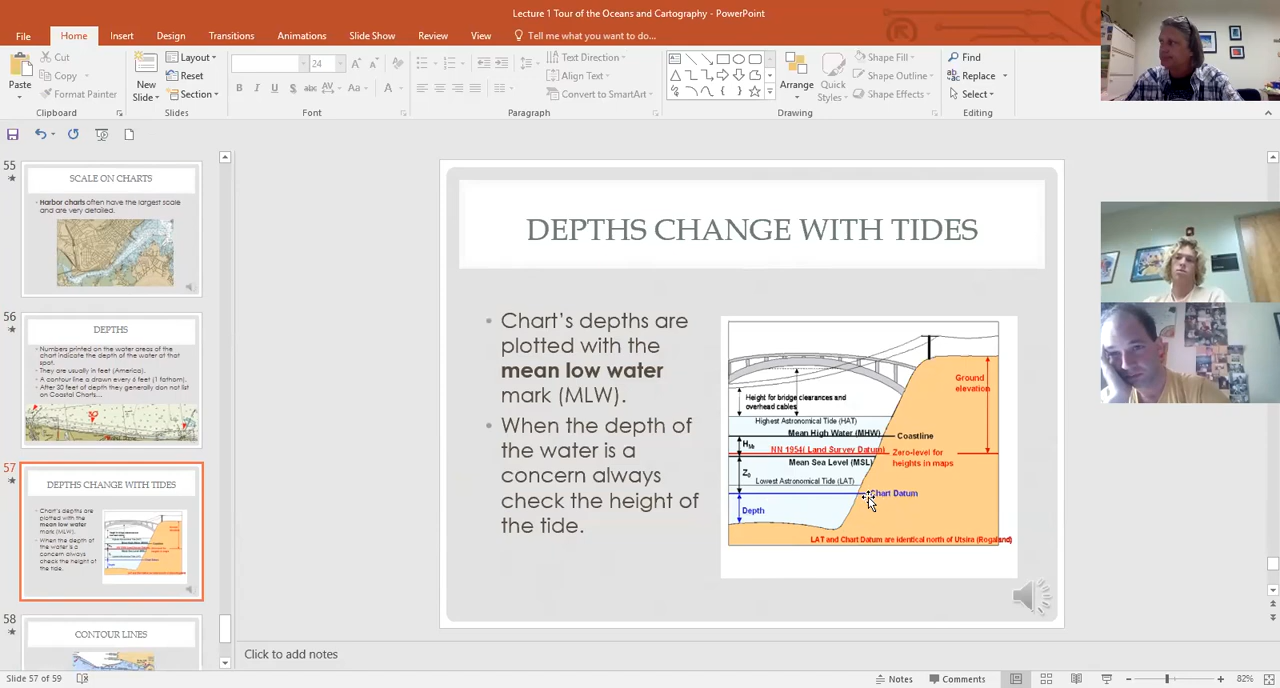 Lecture 1 Tour of the Oceans and Cartography - PowerPoint
File Home Insert Design Transitions Animations Slide Show Review View Tell me what you want to do...
Paste
Cut
Copy
Format Painter
Clipboard
New Slide
Layout
Reset
Section
Slides
24
B I U S abc AV Aa A
Font
Text Direction
Align Text
Convert to SmartArt
Paragraph
Arrange
Quick Styles
Shape Fill
Shape Outline
Shape Effects
Drawing
Find
Replace
Select
Editing
55
SCALE ON CHARTS
Harbor charts often have the largest scale
and are very detailed.
56
DEPTHS
Numbers printed on the water areas of the
chart indicate the depth of the water at that
spot.
They are usually in feet (America).
A contour line is drawn every 6 feet (1 fathom).
After 30 feet of depth they generally don not list
on Coastal Charts...
57
DEPTHS CHANGE WITH TIDES
Chart's depths are
plotted with the
mean low water
mark (MLW).
When the depth of
the water is a
concern always
check the height of
the tide.
58
CONTOUR LINES
DEPTHS CHANGE WITH TIDES
• Chart's depths are
plotted with the
mean low water
mark (MLW).
• When the depth of
the water is a
concern always
check the height of
the tide.
Ground
elevation
Height for bridge clearances and
overhead cables
Highest Astronomical Tide (HAT)
Mean High Water (MHW)
Coastline
NN 1954( Land Survey Datum)
Zero-level for
heights in maps
Mean Sea Level (MSL)
Z0
Lowest Astronomical Tide (LAT)
Chart Datum
Depth
LAT and Chart Datum are identical north of Utsira (Rogaland)
Click to add notes
Slide 57 of 59
Notes
Comments
82%